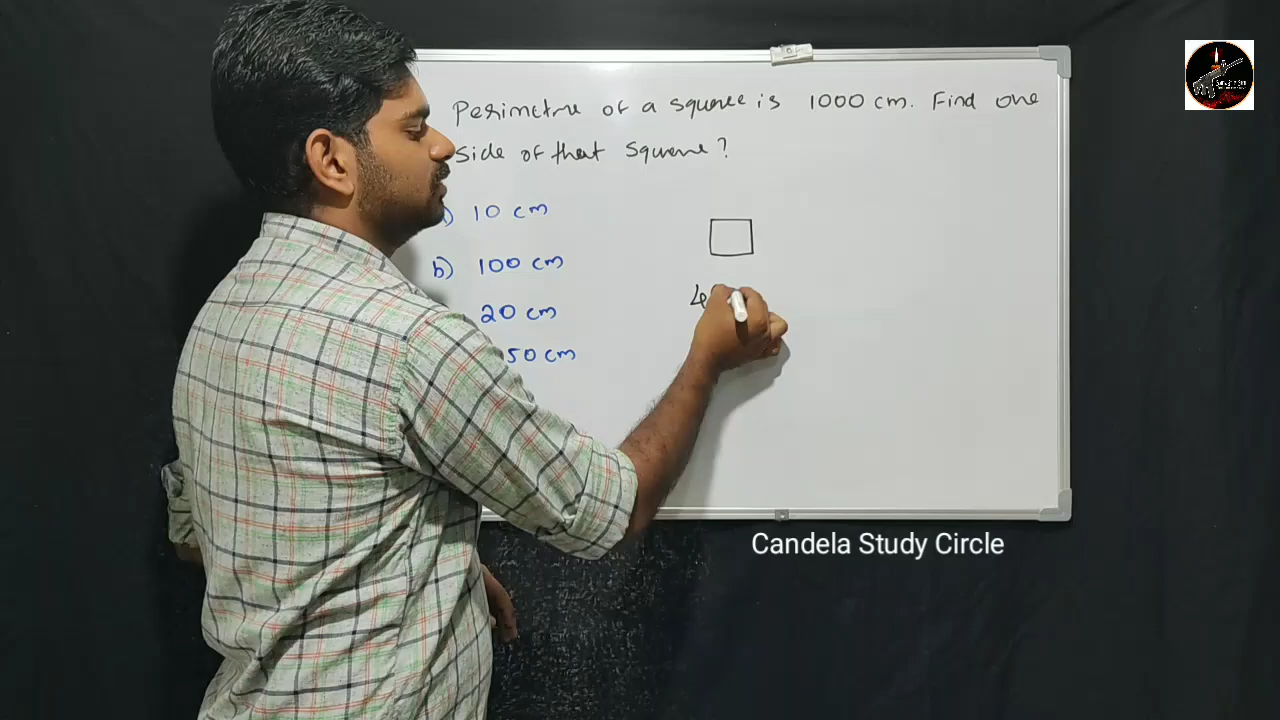 Perimetre of a square is 1000 cm. Find one
side of that square?
) 10 cm
b) 100 cm
20 cm
50 cm
4
Candela Study Circle